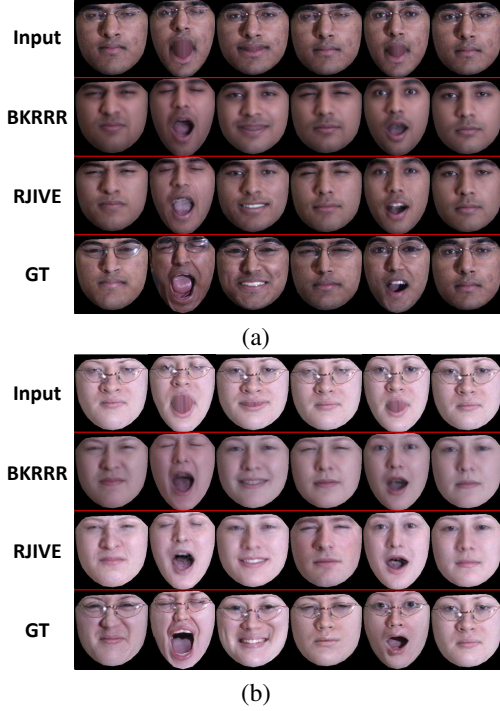 Input
BKRRR
RJIVE
GT
(a)
Input
BKRRR
RJIVE
GT
(b)